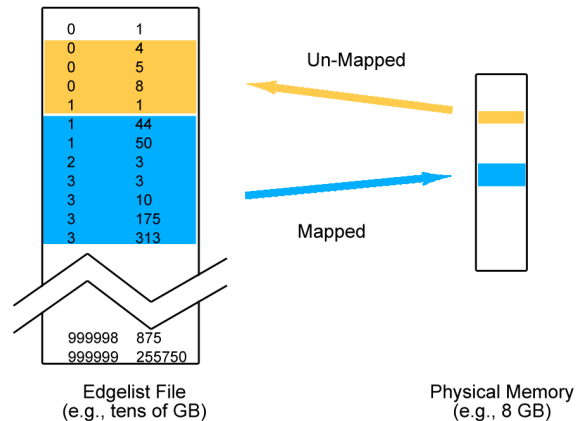 0 1
0 4
0 5
0 8
1 1
1 44
1 50
2 3
3 3
3 10
3 175
3 313
999998 875
999999 255750
Edgelist File
(e.g., tens of GB)
Un-Mapped
Mapped
Physical Memory
(e.g., 8 GB)